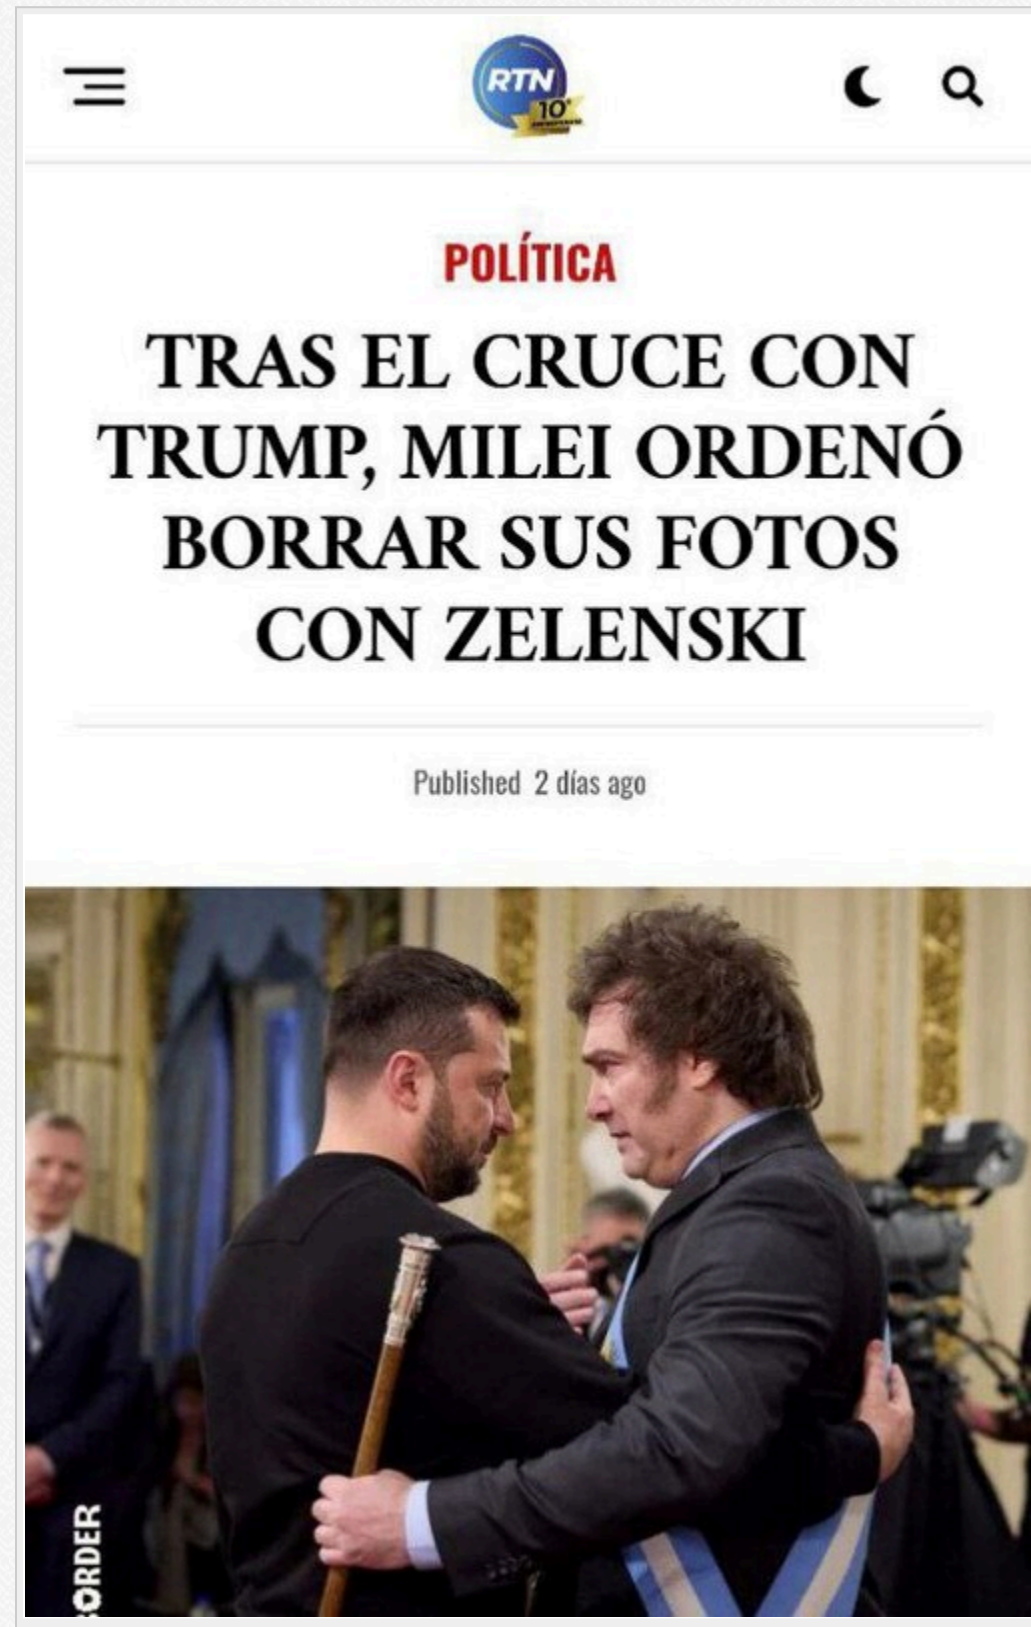 RTN
10°
POLÍTICA
TRAS EL CRUCE CON
TRUMP, MILEI ORDENÓ
BORRAR SUS FOTOS
CON ZELENSKI
Published 2 días ago
BORDER